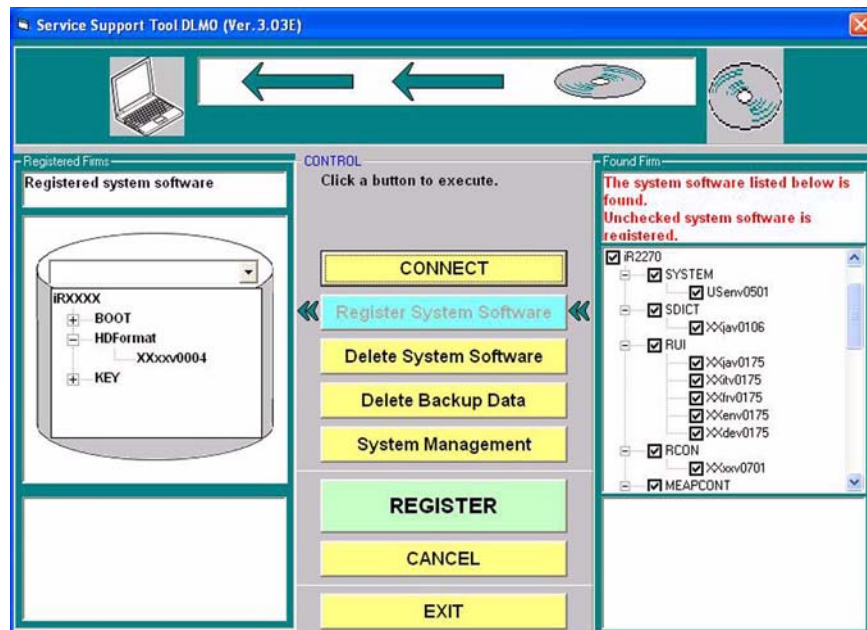 Service Support Tool DLMO (Ver.3.03E)
Registered Firms
Registered system software
iRXXXX
BOOT
HDFormat
XXxxv0004
KEY
CONTROL
Click a button to execute.
CONNECT
Register System Software
Delete System Software
Delete Backup Data
System Management
REGISTER
CANCEL
EXIT
Found Firm
The system software listed below is
found.
Unchecked system software is
registered.
iR2270
SYSTEM
USenv0501
SDICT
XXjav0106
RUI
XXjav0175
XXitv0175
XXfrv0175
XXenv0175
XXdev0175
RCON
XXxxv0701
MEAPCONT